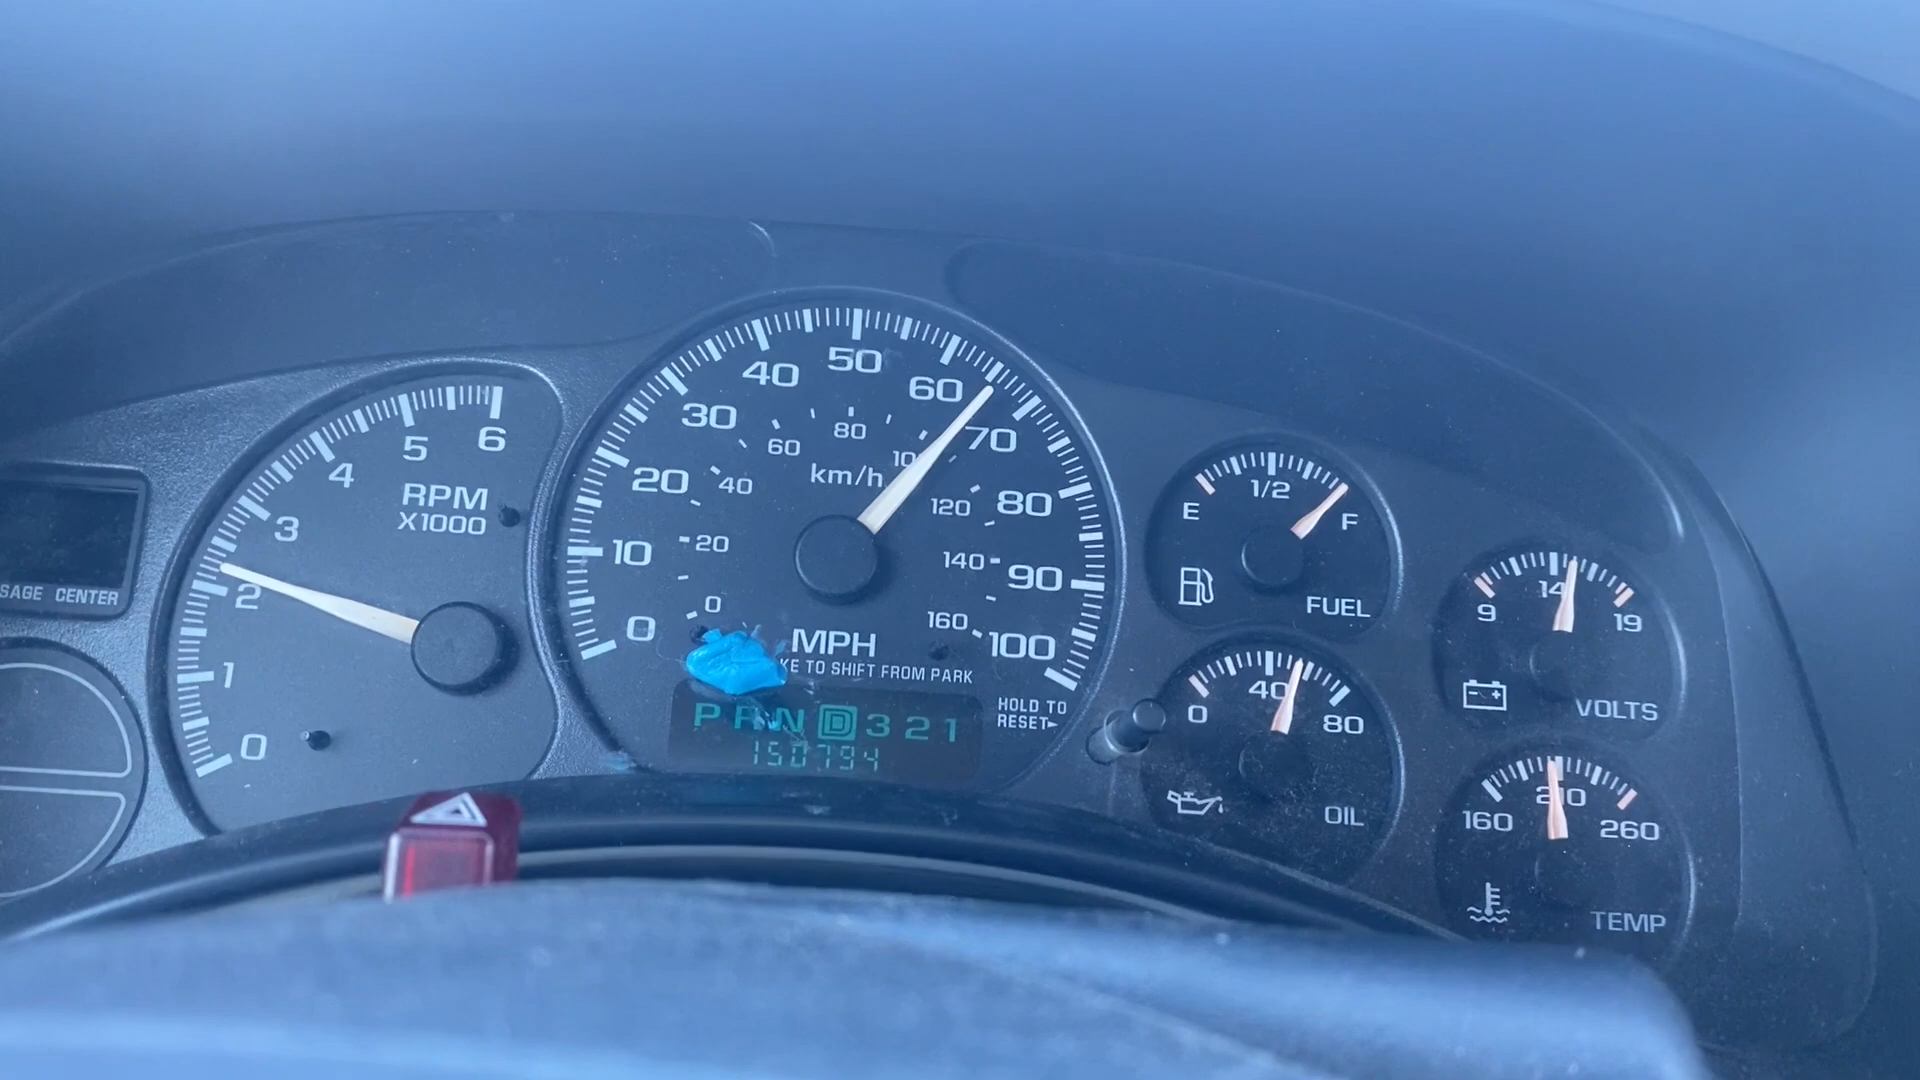 SAGE CENTER
0
1
2
3
4
5
6
RPM
X1000
0
10
20
30
40
50
60
70
80
90
100
0
20
40
60
80
120
140
160
km/h
MPH
KE TO SHIFT FROM PARK
P R N D 3 2 1
150794
HOLD TO
RESET
E 1/2 F
FUEL
0 40 80
OIL
9 14 19
VOLTS
160 210 260
TEMP